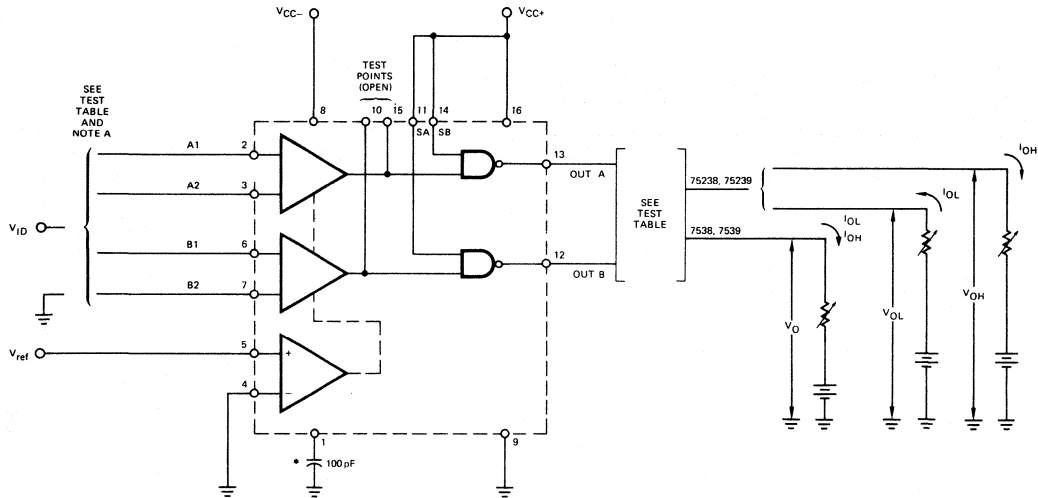 VCC–
VCC+
SEE
TEST
TABLE
AND
NOTE A
TEST
POINTS
(OPEN)
8
10
15
11
14
16
SA
SB
A1
2
A2
3
VID
B1
6
B2
7
Vref
5
+
4
–
1
9
* 100 pF
13
OUT A
12
OUT B
SEE
TEST
TABLE
75238, 75239
7538, 7539
IOL
IOH
IOL
IOH
VO
VOL
VOH